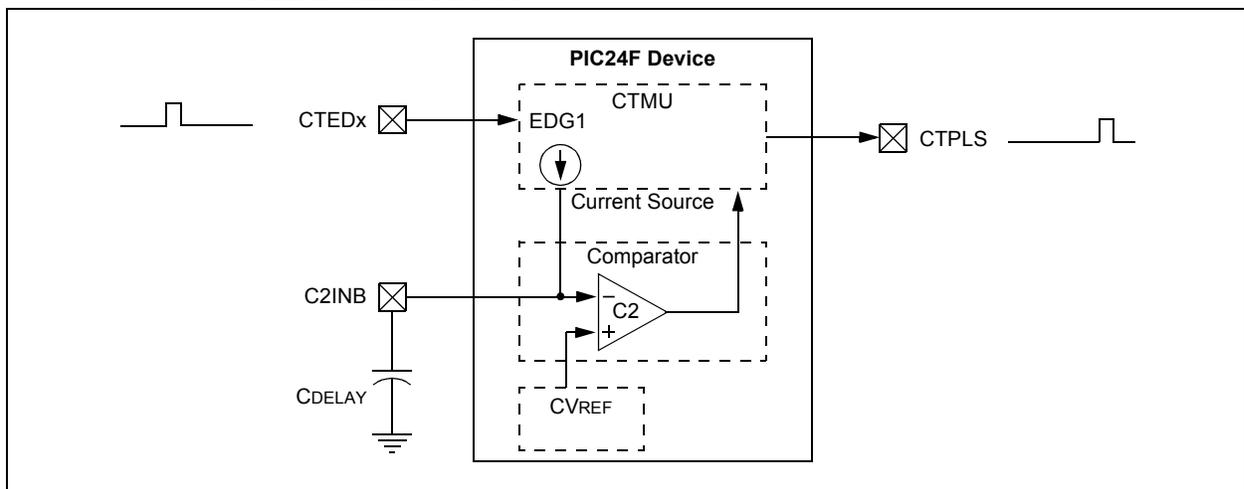 PIC24F Device
CTMU
CTEDx
EDG1
CTPLS
Current Source
Comparator
C2INB
−
C2
+
CDELAY
CVREF